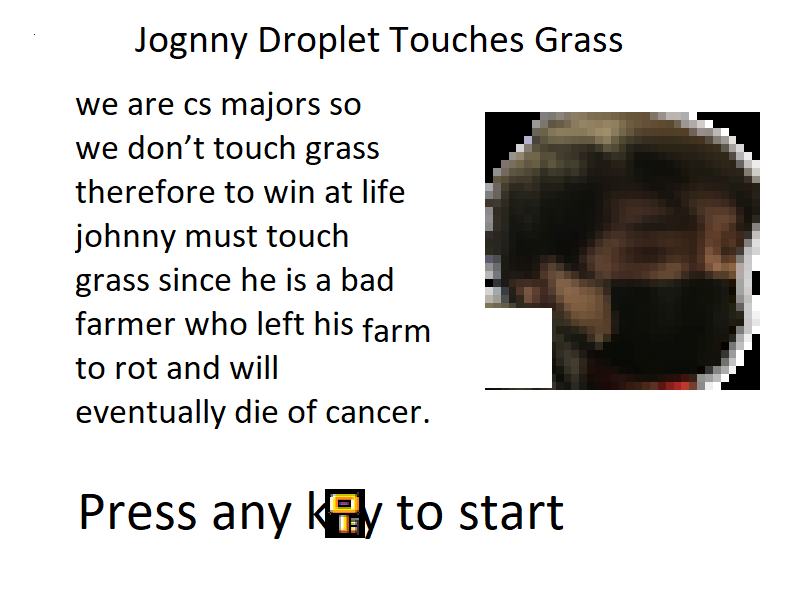 Jognny Droplet Touches Grass
we are cs majors so
we don’t touch grass
therefore to win at life
johnny must touch
grass since he is a bad
farmer who left his farm
to rot and will
eventually die of cancer.
Press any key to start